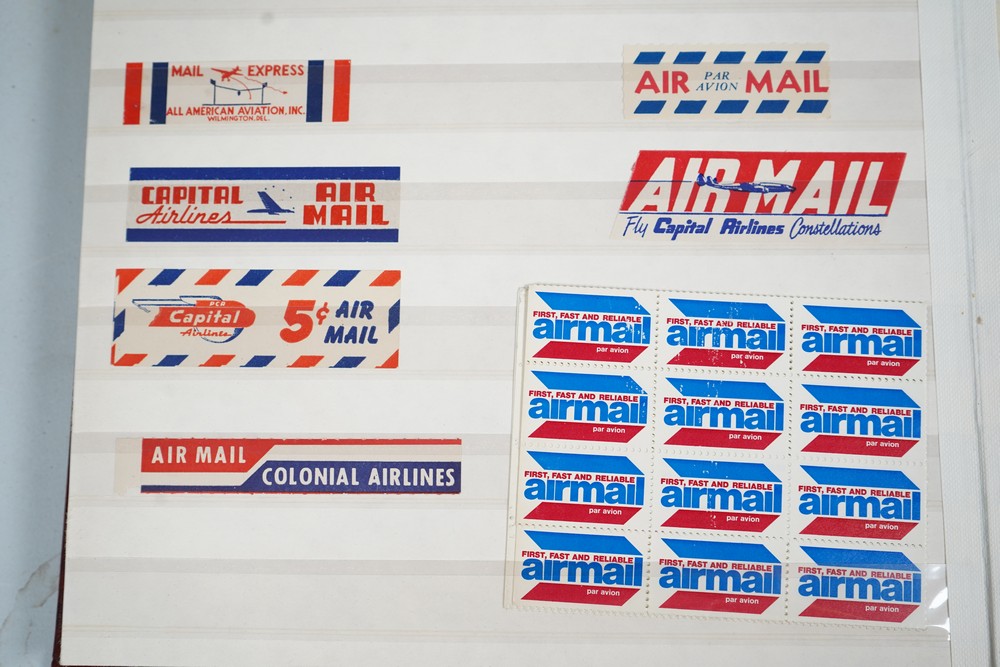 MAIL EXPRESS
ALL AMERICAN AVIATION, INC.
WILMINGTON, DEL.
AIR PAR AVION MAIL
CAPITAL Airlines
AIR MAIL
AIR MAIL
Fly Capital Airlines Constellations
PCA
Capital
Airlines
5¢ AIR MAIL
AIR MAIL
COLONIAL AIRLINES
FIRST, FAST AND RELIABLE
airmail
par avion
FIRST, FAST AND RELIABLE
airmail
par avion
FIRST, FAST AND RELIABLE
airmail
par avion
FIRST, FAST AND RELIABLE
airmail
par avion
FIRST, FAST AND RELIABLE
airmail
par avion
FIRST, FAST AND RELIABLE
airmail
par avion
FIRST, FAST AND RELIABLE
airmail
par avion
FIRST, FAST AND RELIABLE
airmail
par avion
FIRST, FAST AND RELIABLE
airmail
par avion
FIRST, FAST AND RELIABLE
airmail
par avion
FIRST, FAST AND RELIABLE
airmail
par avion
FIRST, FAST AND RELIABLE
airmail
par avion